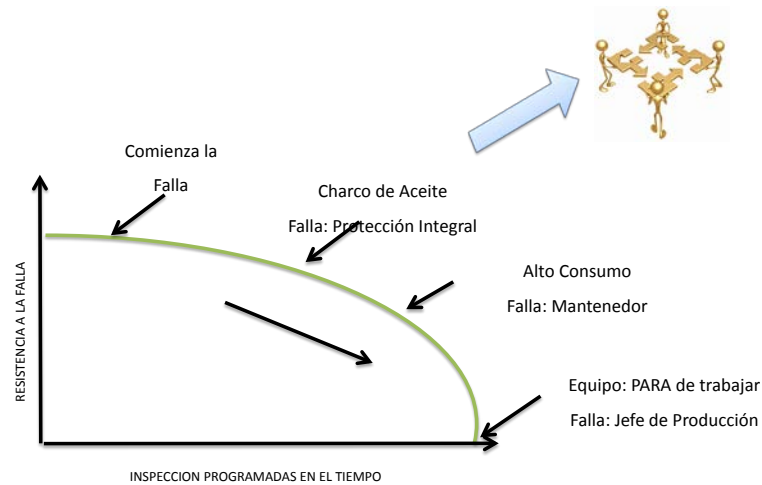 Comienza la
Falla
Charco de Aceite
Falla: Protección Integral
Alto Consumo
Falla: Mantenedor
Equipo: PARA de trabajar
Falla: Jefe de Producción
RESISTENCIA A LA FALLA
INSPECCION PROGRAMADAS EN EL TIEMPO